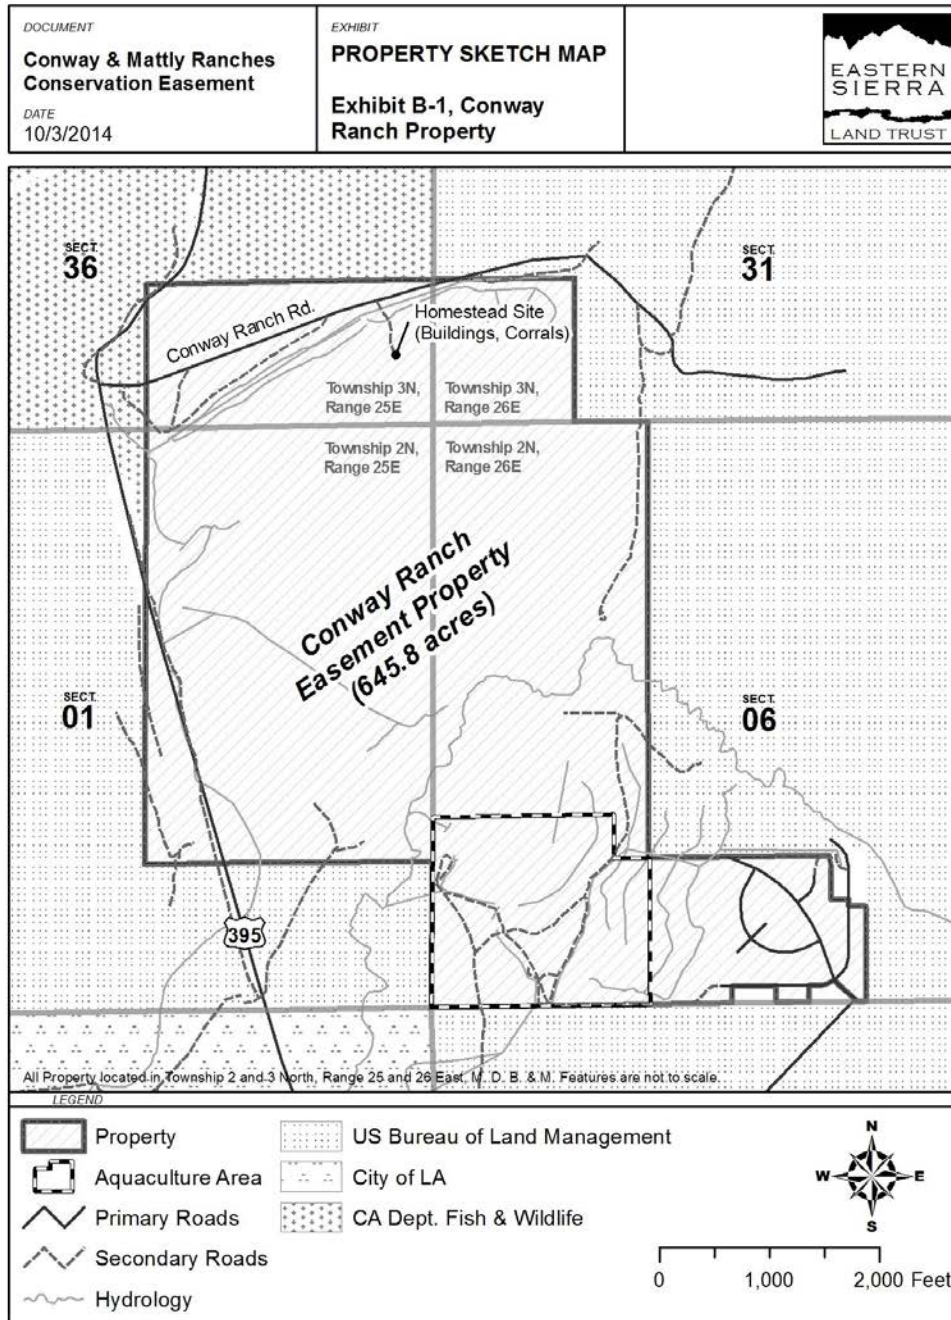 DOCUMENT
Conway & Mattly Ranches
Conservation Easement
DATE
10/3/2014
EXHIBIT
PROPERTY SKETCH MAP
Exhibit B-1, Conway
Ranch Property
EASTERN
SIERRA
LAND TRUST
SECT.
36
SECT.
31
Conway Ranch Rd.
Homestead Site
(Buildings, Corrals)
Township 3N,
Range 25E
Township 3N,
Range 26E
Township 2N,
Range 25E
Township 2N,
Range 26E
Conway Ranch
Easement Property
(645.8 acres)
SECT.
01
SECT.
06
395
All Property located in Township 2 and 3 North, Range 25 and 26 East, M. D. B. & M. Features are not to scale.
LEGEND
Property
Aquaculture Area
Primary Roads
Secondary Roads
Hydrology
US Bureau of Land Management
City of LA
CA Dept. Fish & Wildlife
N
W
E
S
0
1,000
2,000 Feet